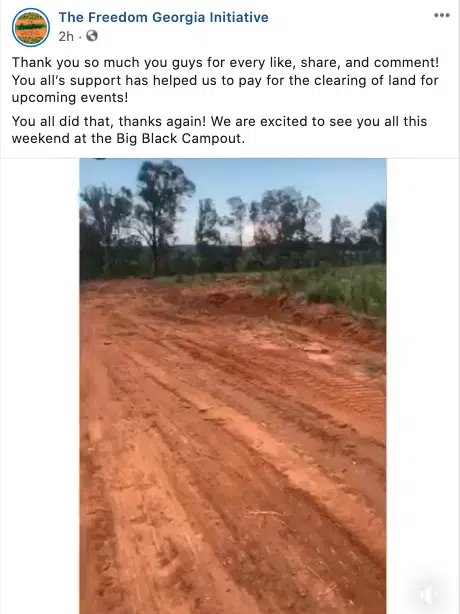 The Freedom Georgia Initiative
2h ·
Thank you so much you guys for every like, share, and comment!
You all's support has helped us to pay for the clearing of land for
upcoming events!
You all did that, thanks again! We are excited to see you all this
weekend at the Big Black Campout.